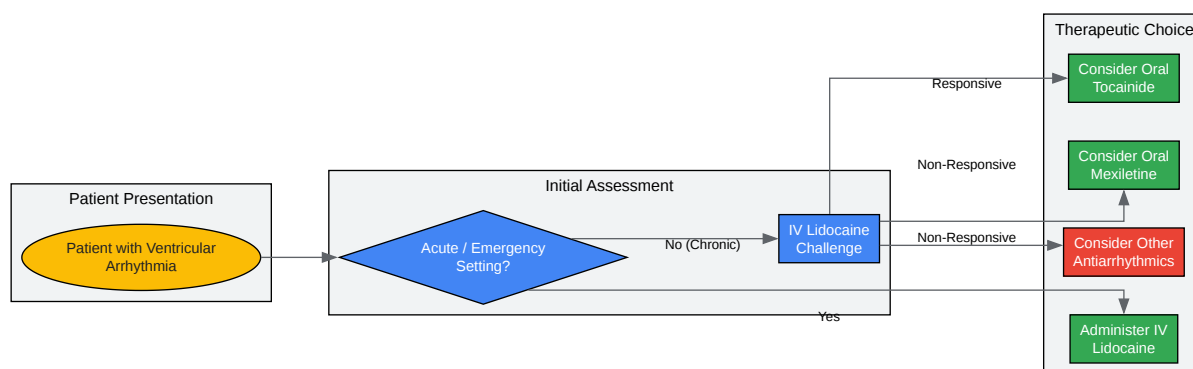 Patient Presentation
Patient with Ventricular
Arrhythmia
Initial Assessment
Acute / Emergency
Setting?
No (Chronic)
Yes
IV Lidocaine
Challenge
Responsive
Non-Responsive
Non-Responsive
Therapeutic Choice
Consider Oral
Tocainide
Consider Oral
Mexiletine
Consider Other
Antiarrhythmics
Administer IV
Lidocaine